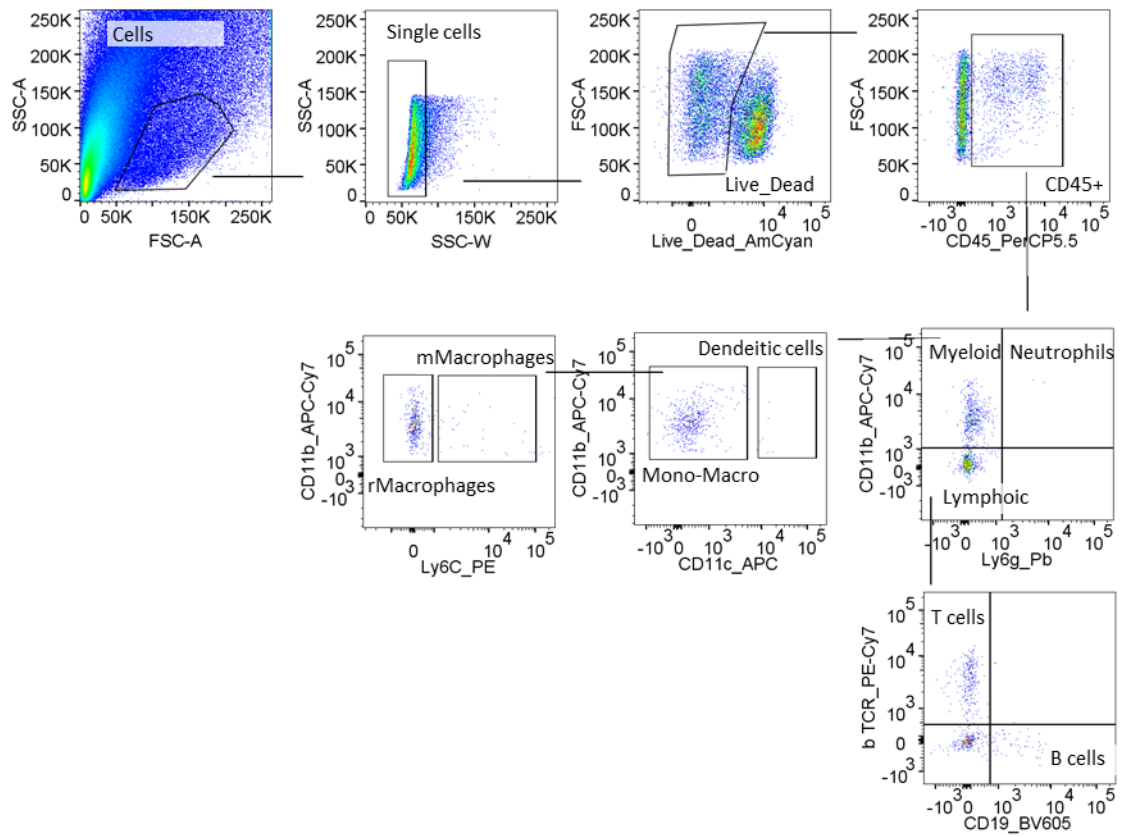 250K
200K
150K
100K
50K
0
SSC-A
Cells
0 50K 150K 250K
FSC-A
250K
200K
150K
100K
50K
0
SSC-A
Single cells
50K 150K 250K
SSC-W
250K
200K
150K
100K
50K
0
FSC-A
Live_Dead
0 10^4 10^5
Live_Dead_AmCyan
250K
200K
150K
100K
50K
0
FSC-A
CD45+
-10 0 10^3 10^4 10^5
CD45_PerCP5.5
10^5
10^4
10^3
0
-10^3
CD11b_APC-Cy7
mMacrophages
rMacrophages
0 10^4 10^5
Ly6C_PE
10^5
10^4
10^3
0
-10^3
CD11b_APC-Cy7
Dendeitic cells
Mono-Macro
-10^3 0 10^3 10^4 10^5
CD11c_APC
10^5
10^4
10^3
0
-10^3
CD11b_APC-Cy7
Myeloid Neutrophils
Lymphoic
-10^3 0 10^3 10^4 10^5
Ly6g_Pb
10^5
10^4
10^3
0
-10^3
b TCR_PE-Cy7
T cells
B cells
-10^3 0 10^3 10^4 10^5
CD19_BV605